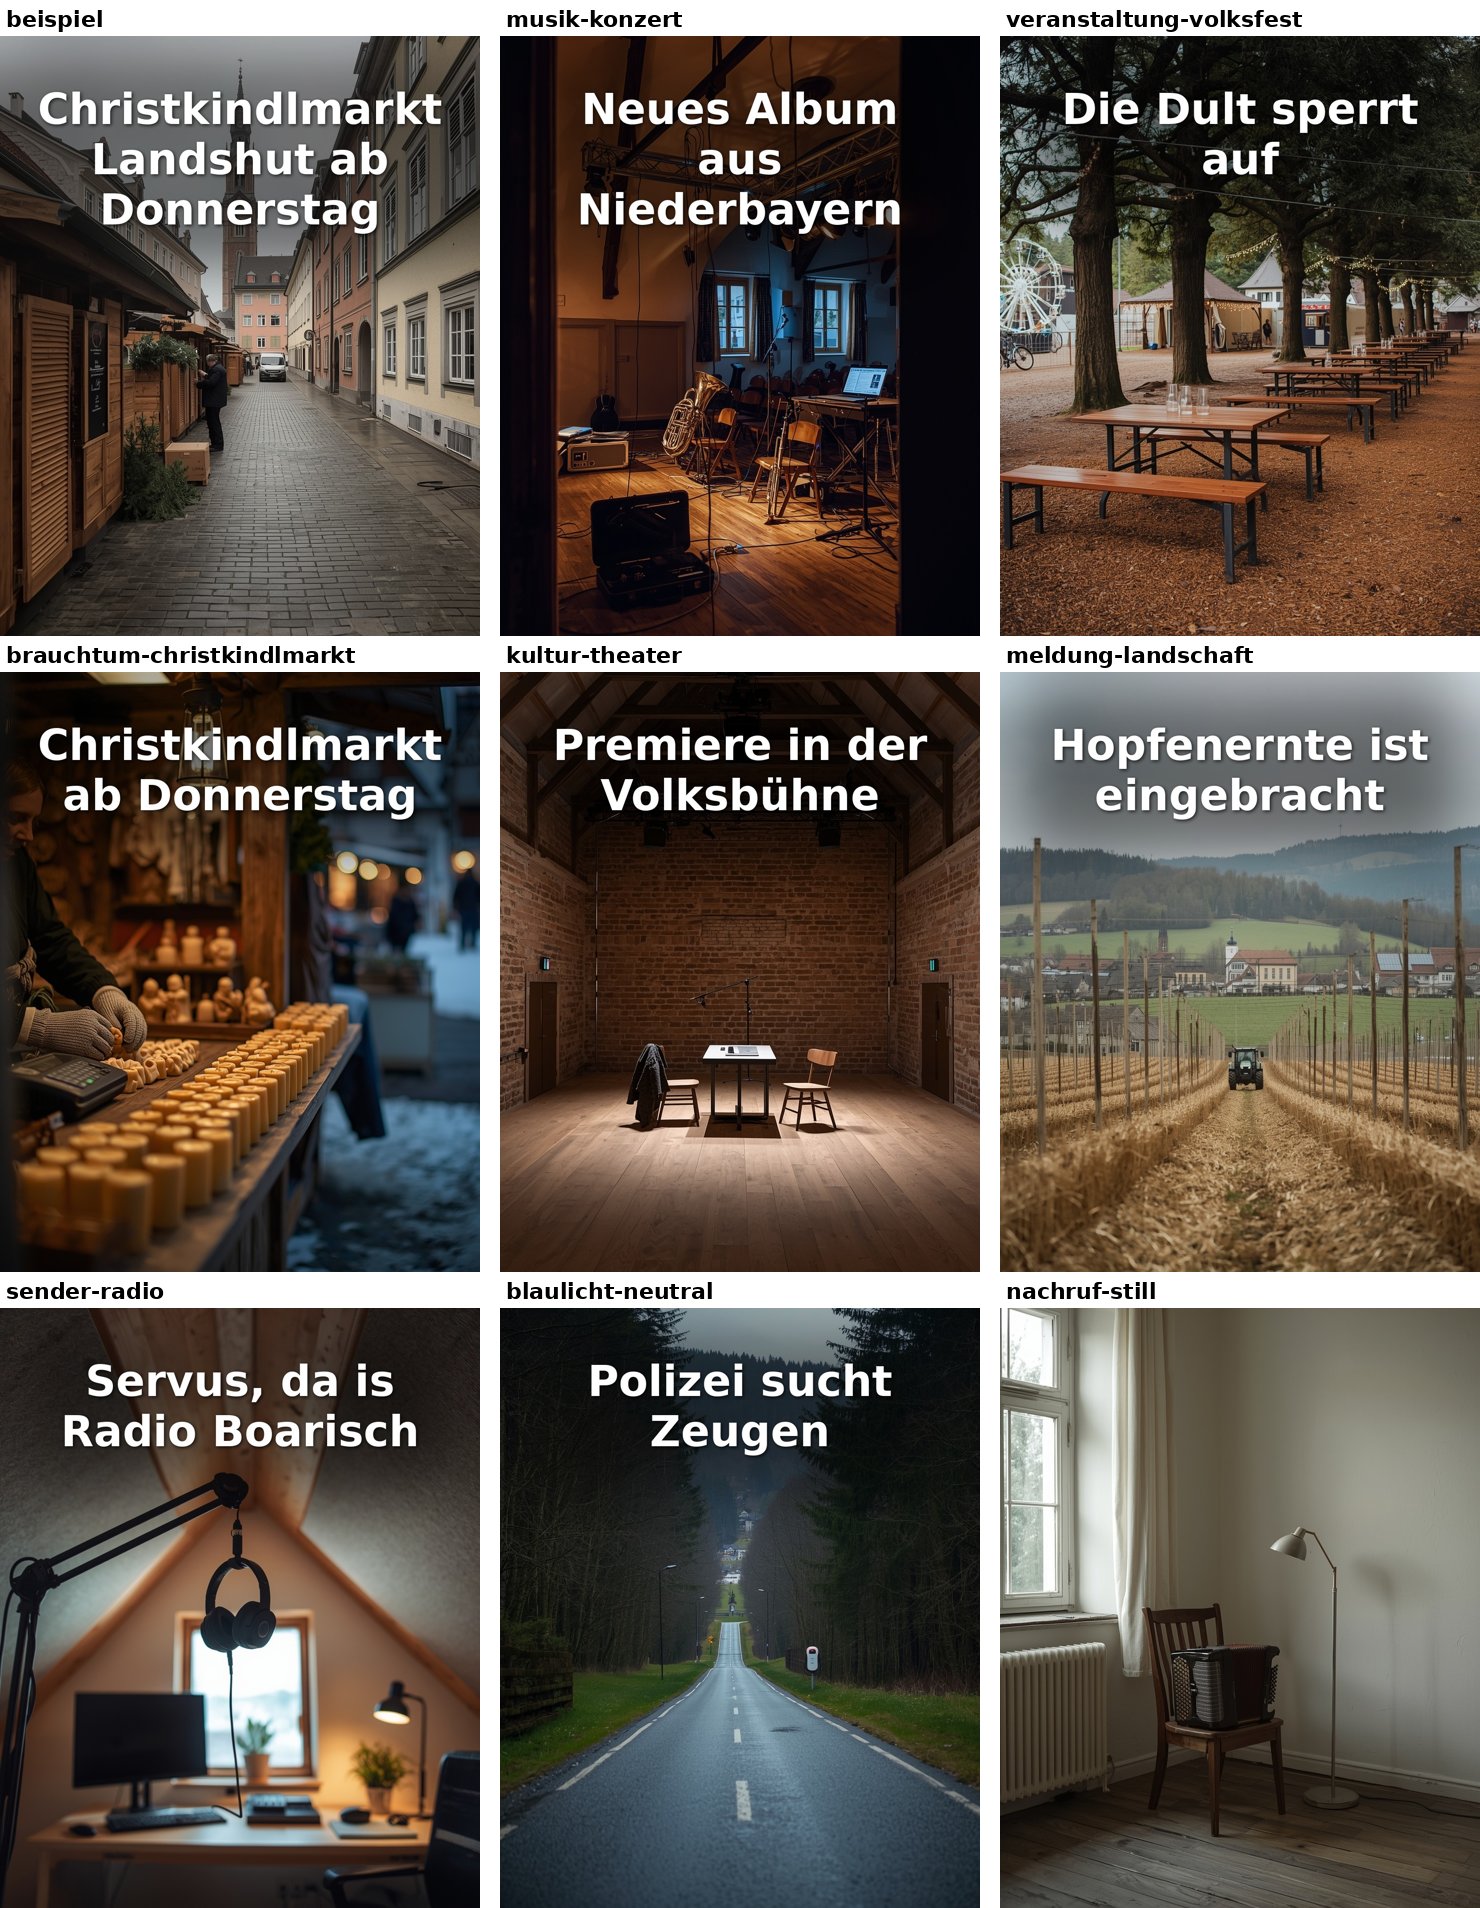 beispiel
Christkindlmarkt
Landshut ab
Donnerstag
musik-konzert
Neues Album
aus
Niederbayern
veranstaltung-volksfest
Die Dult sperrt
auf
brauchtum-christkindlmarkt
Christkindlmarkt
ab Donnerstag
kultur-theater
Premiere in der
Volksbühne
meldung-landschaft
Hopfenernte ist
eingebracht
sender-radio
Servus, da is
Radio Boarisch
blaulicht-neutral
Polizei sucht
Zeugen
nachruf-still